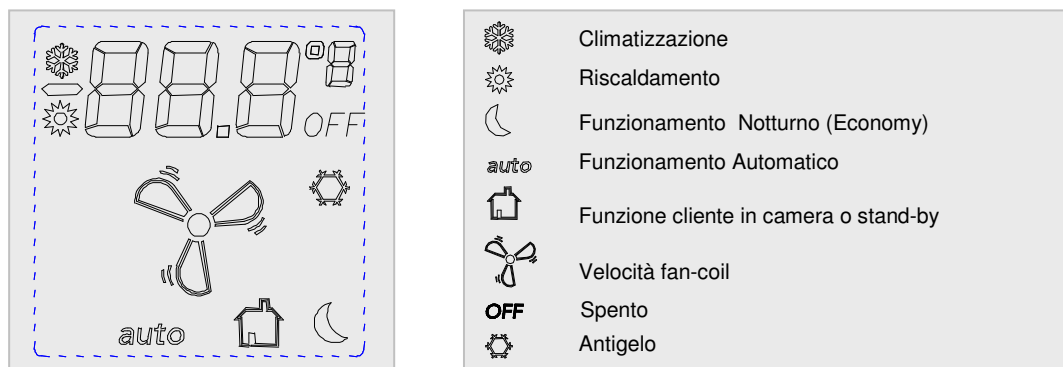 88.8°8
OFF
auto
Climatizzazione
Riscaldamento
Funzionamento Notturno (Economy)
auto Funzionamento Automatico
Funzione cliente in camera o stand-by
Velocità fan-coil
OFF Spento
Antigelo